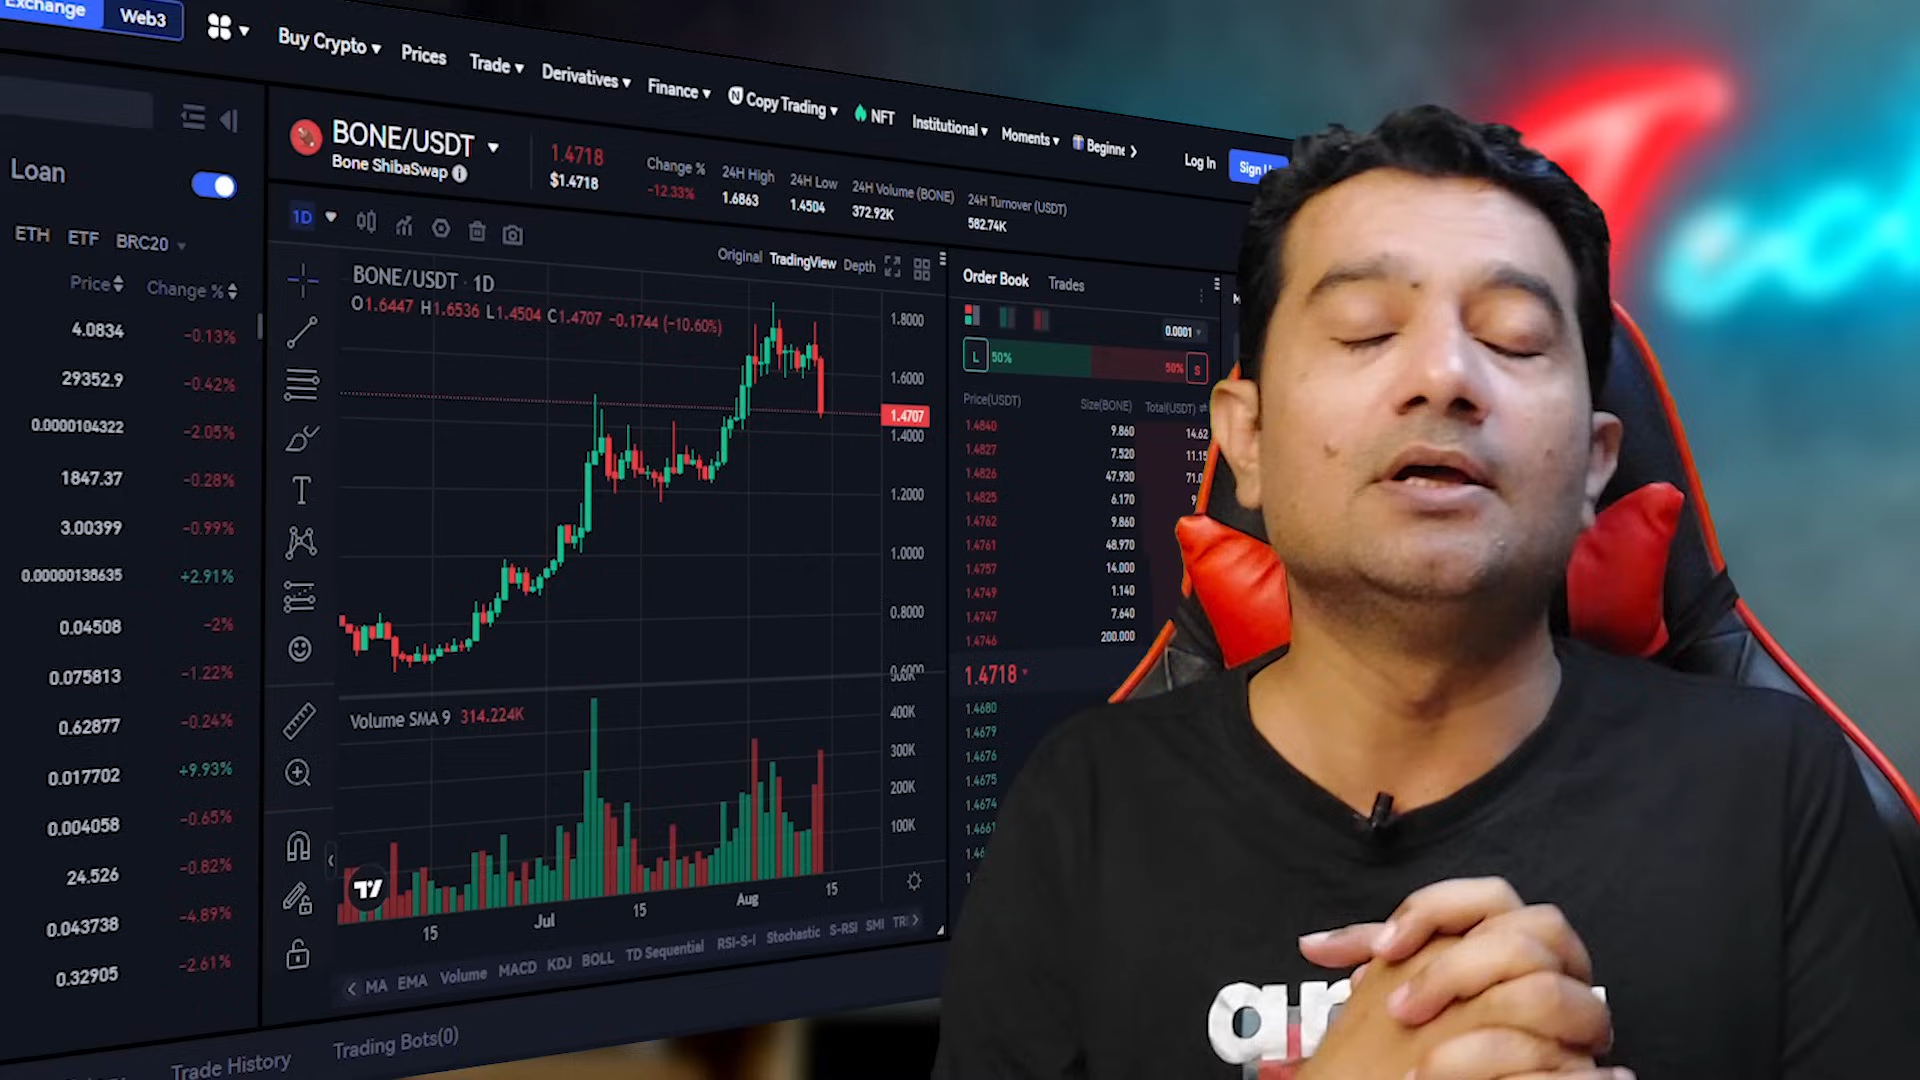 Exchange Web3
Buy Crypto Prices Trade Derivatives Finance Copy Trading NFT Institutional Moments Log In
Loan
BONE/USDT
Bone ShibaSwap
1.4718
$1.4718
Change %
-12.33%
24H High
1.6863
24H Low
1.4504
24H Volume (BONE)
372.92K
24H Turnover (USDT)
582.74K
ETH ETF BRC20
Price Change %
4.0834 -0.13%
29352.9 -0.42%
0.0000104322 -2.05%
1847.37 -0.28%
3.00399 -0.99%
0.00000138635 +2.91%
0.04508 -2%
0.075813 -1.22%
0.62877 -0.24%
0.017702 +9.93%
0.004058 -0.65%
24.526 -0.82%
0.043738 -4.89%
0.32905 -2.61%
1D
Original TradingView Depth
BONE/USDT · 1D
O1.6447 H1.6536 L1.4504 C1.4707 -0.1744 (-10.60%)
1.8000
1.6000
1.4707
1.4000
1.2000
1.0000
0.8000
0.6000
Volume SMA 9 314.224K
400K
300K
200K
100K
15 Jul 15 Aug 15
MA EMA Volume MACD KDJ BOLL TD Sequential RSI-S-I Stochastic S-RSI SMI
Order Book Trades
0.0001
L 50% 50% S
Price(USDT) Size(BONE) Total(USDT)
1.4840 9.860 14.62
1.4827 7.520 11.15
1.4826 47.930
1.4825 6.170
1.4762 9.860
1.4761 48.970
1.4757 14.000
1.4749 1.140
1.4747 7.640
1.4746 200.000
1.4718
1.4680
1.4679
1.4676
1.4675
1.4674
1.4661
Trade History Trading Bots(0)